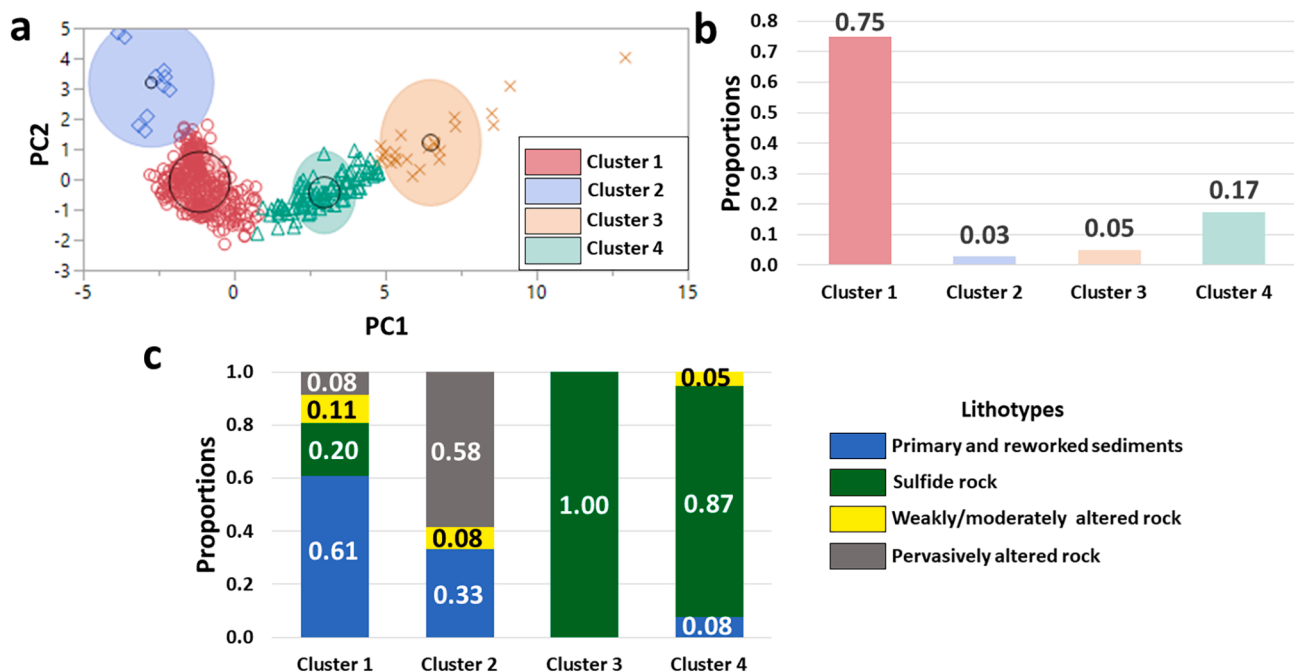 a
PC2
5
4
3
2
1
0
-1
-2
-3
-5
0
5
10
15
PC1
Cluster 1
Cluster 2
Cluster 3
Cluster 4
b
Proportions
0.8
0.7
0.6
0.5
0.4
0.3
0.2
0.1
0.0
0.75
0.03
0.05
0.17
Cluster 1
Cluster 2
Cluster 3
Cluster 4
c
Proportions
1.0
0.8
0.6
0.4
0.2
0.0
0.08
0.11
0.20
0.61
0.58
0.08
0.33
1.00
0.05
0.87
0.08
Cluster 1
Cluster 2
Cluster 3
Cluster 4
Lithotypes
Primary and reworked sediments
Sulfide rock
Weakly/moderately altered rock
Pervasively altered rock